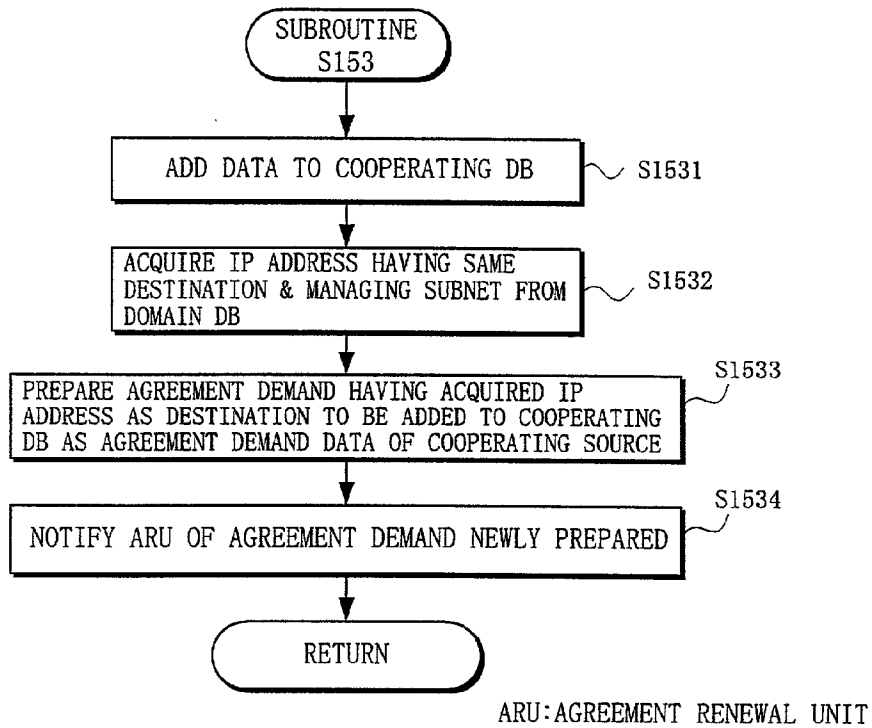 SUBROUTINE
S153
ADD DATA TO COOPERATING DB
S1531
ACQUIRE IP ADDRESS HAVING SAME
DESTINATION & MANAGING SUBNET FROM
DOMAIN DB
S1532
S1533
PREPARE AGREEMENT DEMAND HAVING ACQUIRED IP
ADDRESS AS DESTINATION TO BE ADDED TO COOPERATING
DB AS AGREEMENT DEMAND DATA OF COOPERATING SOURCE
S1534
NOTIFY ARU OF AGREEMENT DEMAND NEWLY PREPARED
RETURN
ARU:AGREEMENT RENEWAL UNIT